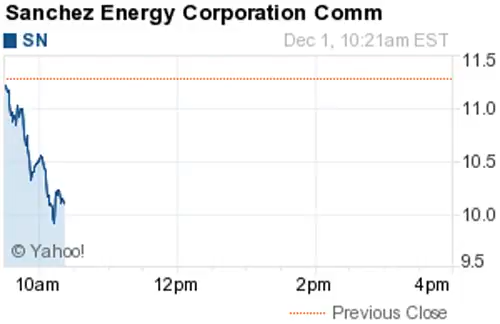 Sanchez Energy Corporation Comm
SN Dec 1, 10:21am EST
11.5
11.0
10.5
10.0
9.5
© Yahoo!
10am 12pm 2pm 4pm
Previous Close